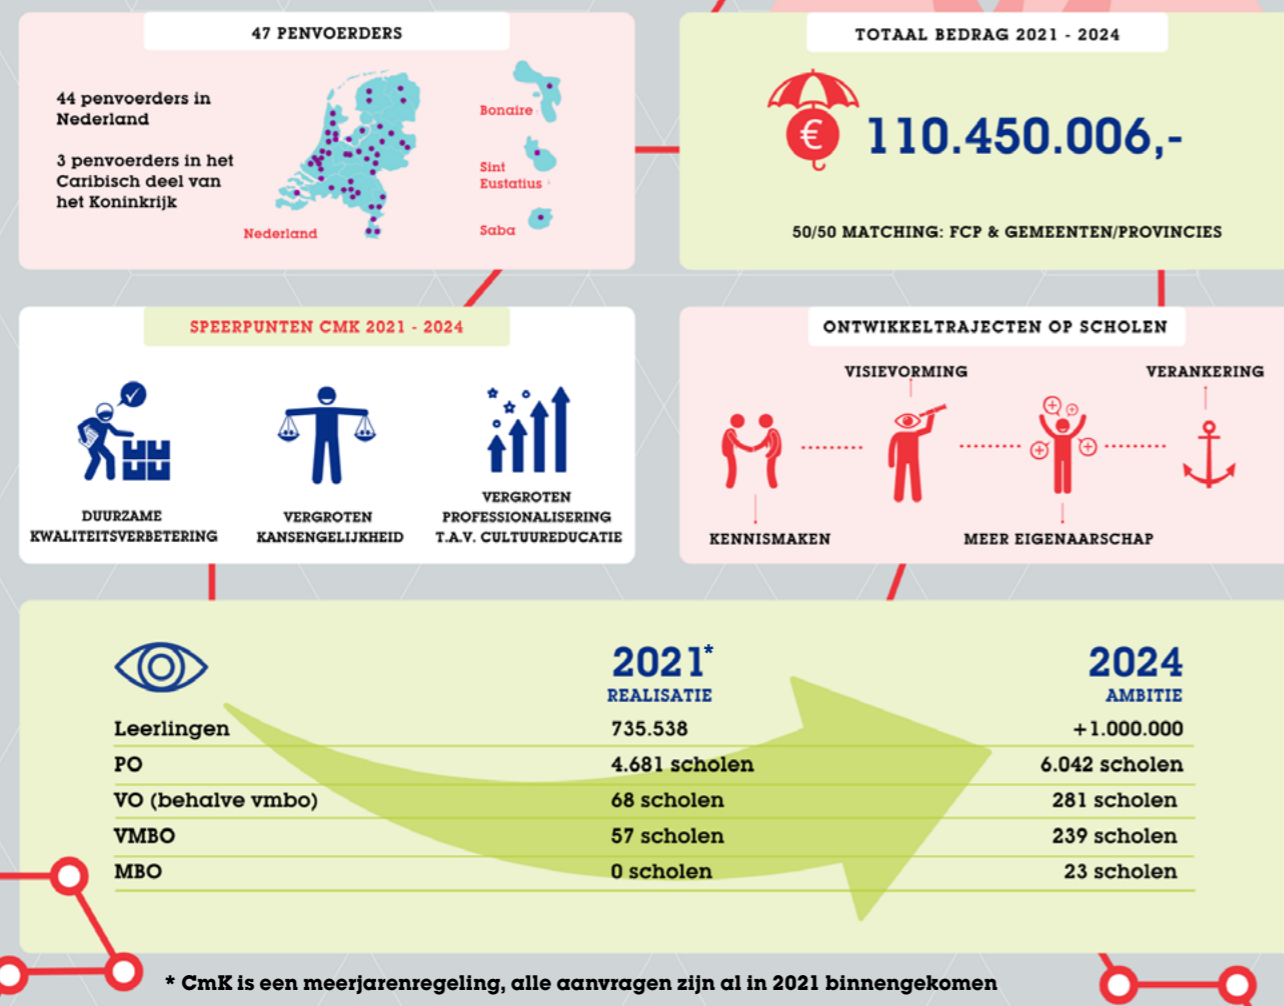 47 PENVOERDERS
44 penvoerders in
Nederland
3 penvoerders in het
Caribisch deel van
het Koninkrijk
Nederland
Bonaire
Sint
Eustatius
Saba
TOTAAL BEDRAG 2021 - 2024
€ 110.450.006,-
50/50 MATCHING: FCP & GEMEENTEN/PROVINCIES
SPEERPUNTEN CMK 2021 - 2024
DUURZAME
KWALITEITSVERBETERING
VERGROTEN
KANSENGELIJKHEID
VERGROTEN
PROFESSIONALISERING
T.A.V. CULTUUREDUCATIE
ONTWIKKELTRAJECTEN OP SCHOLEN
KENNISMAKEN
VISIEVORMING
MEER EIGENAARSCHAP
VERANKERING
2021* 2024
REALISATIE AMBITIE
Leerlingen 735.538 +1.000.000
PO 4.681 scholen 6.042 scholen
VO (behalve vmbo) 68 scholen 281 scholen
VMBO 57 scholen 239 scholen
MBO 0 scholen 23 scholen
* CmK is een meerjarenregeling, alle aanvragen zijn al in 2021 binnengekomen